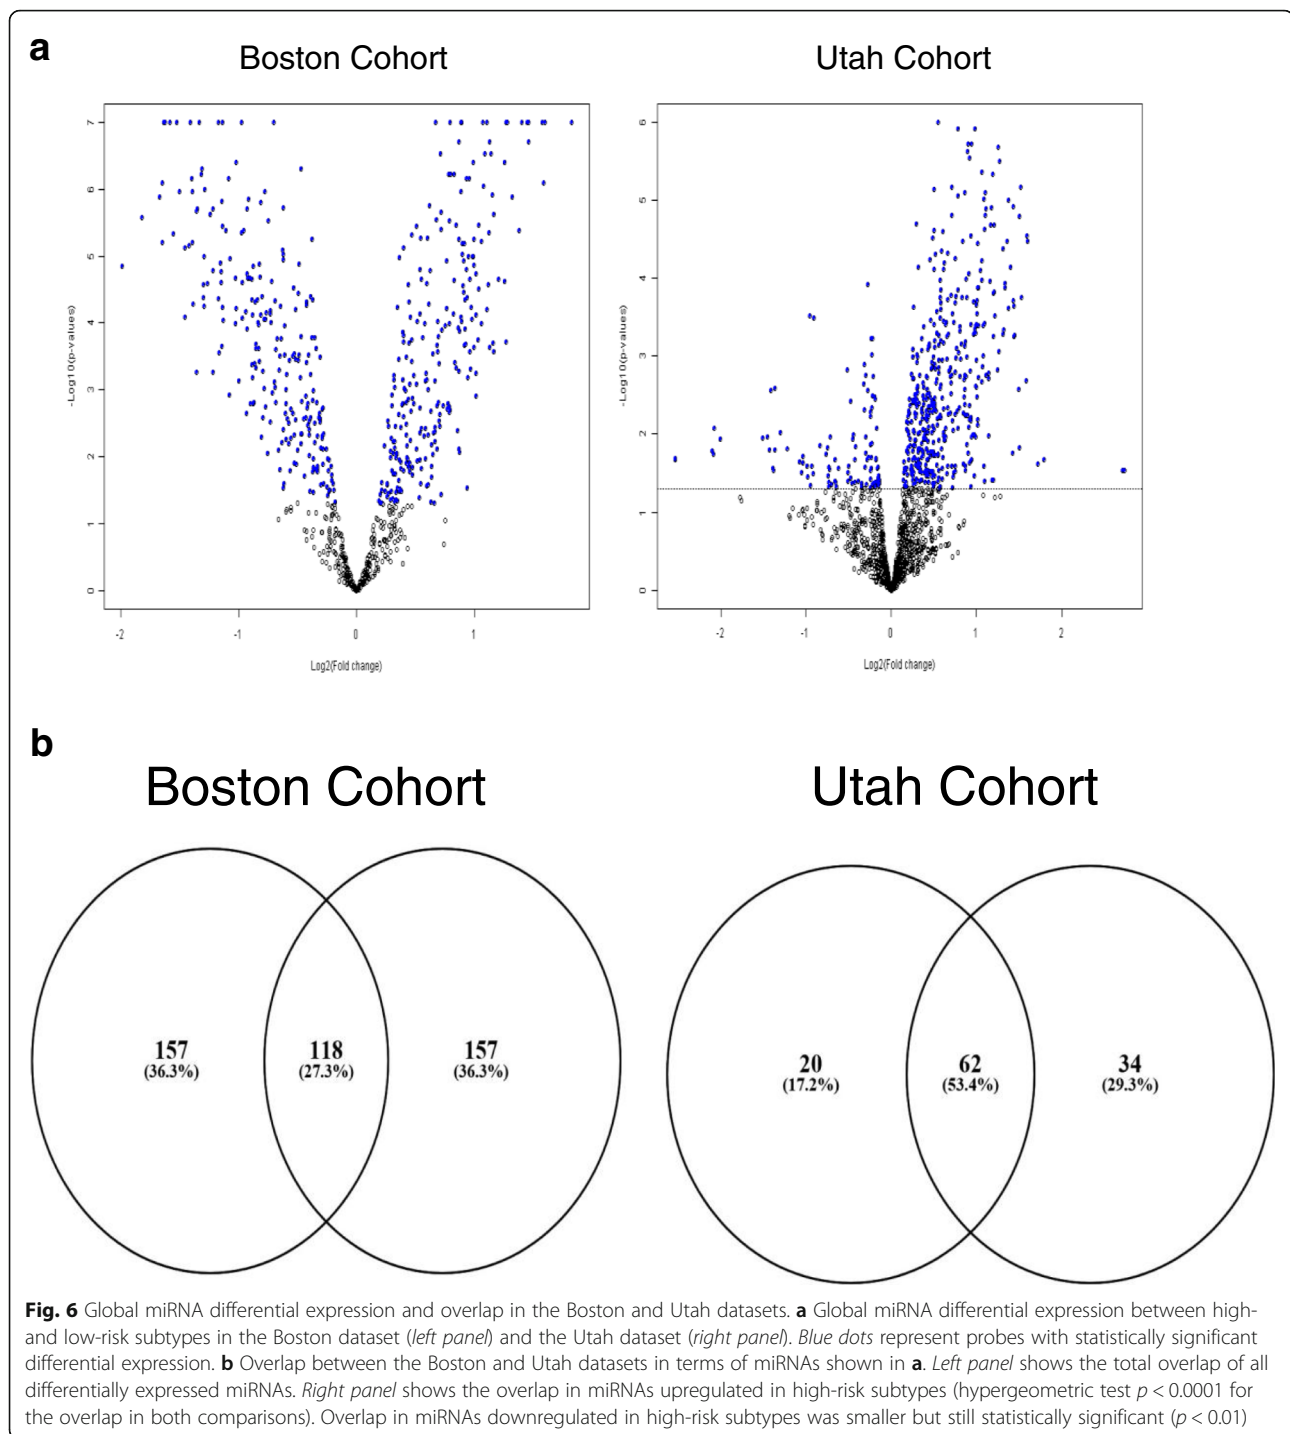 a
Boston Cohort
Utah Cohort
7
6
5
4
3
2
1
0
-Log10(p-values)
-2
-1
0
1
Log2(Fold change)
6
5
4
3
2
1
0
-Log10(p-values)
-2
-1
0
1
2
Log2(Fold change)
b
Boston Cohort
Utah Cohort
157
(36.3%)
118
(27.3%)
157
(36.3%)
20
(17.2%)
62
(53.4%)
34
(29.3%)
Fig. 6 Global miRNA differential expression and overlap in the Boston and Utah datasets. a Global miRNA differential expression between high-
and low-risk subtypes in the Boston dataset (left panel) and the Utah dataset (right panel). Blue dots represent probes with statistically significant
differential expression. b Overlap between the Boston and Utah datasets in terms of miRNAs shown in a. Left panel shows the total overlap of all
differentially expressed miRNAs. Right panel shows the overlap in miRNAs upregulated in high-risk subtypes (hypergeometric test p < 0.0001 for
the overlap in both comparisons). Overlap in miRNAs downregulated in high-risk subtypes was smaller but still statistically significant (p < 0.01)